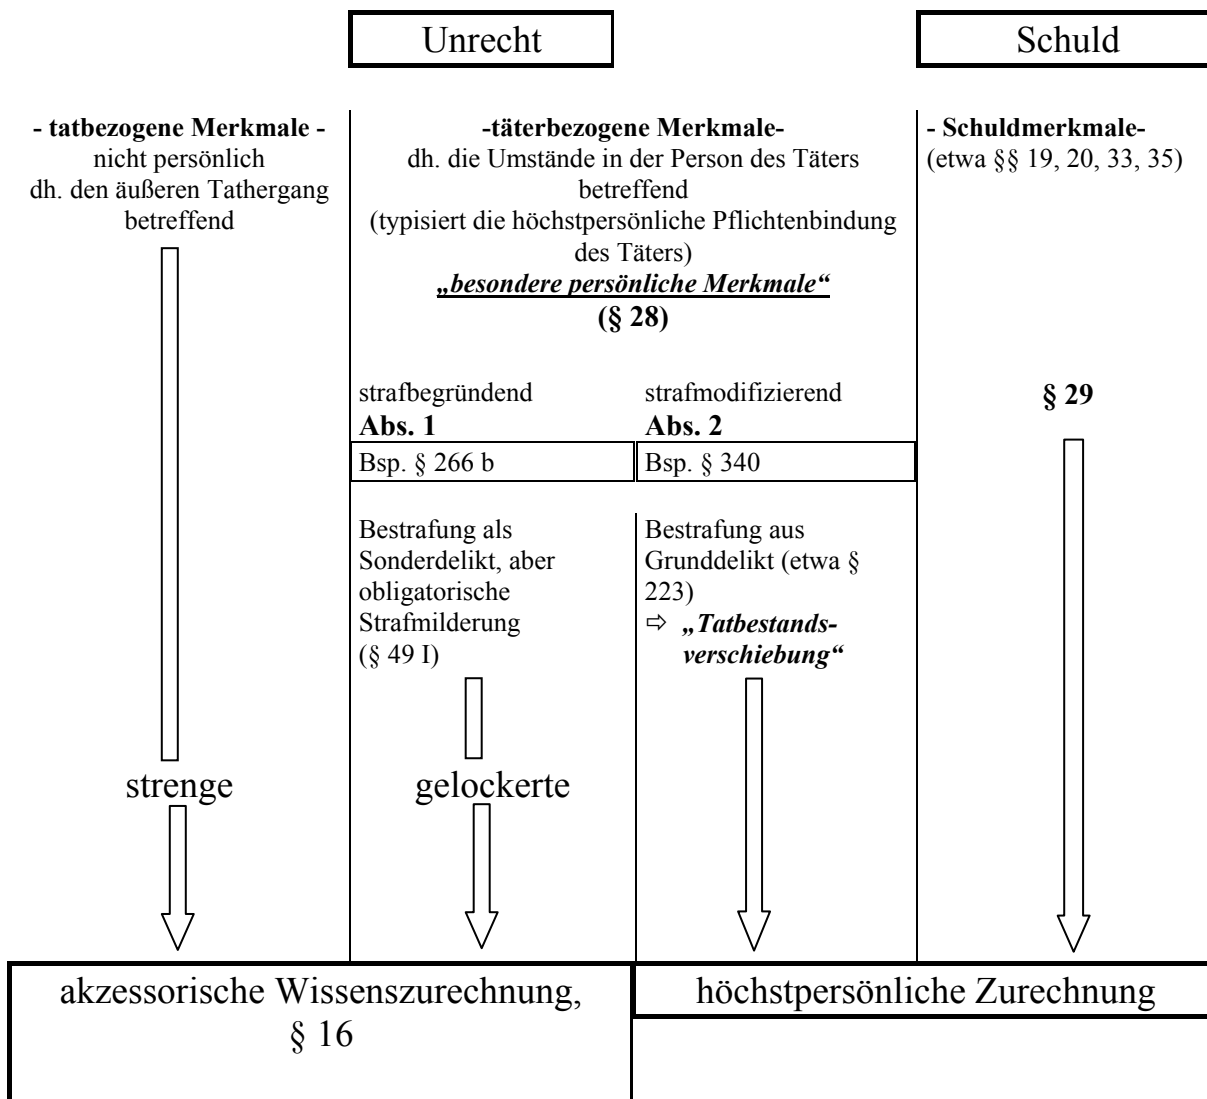 Unrecht
Schuld
- tatbezogene Merkmale -
nicht persönlich
dh. den äußeren Tathergang
betreffend
-täterbezogene Merkmale-
dh. die Umstände in der Person des Täters
betreffend
(typisiert die höchstpersönliche Pflichtenbindung
des Täters)
„besondere persönliche Merkmale“
(§ 28)
- Schuldmerkmale-
(etwa §§ 19, 20, 33, 35)
strafbegründend
Abs. 1
Bsp. § 266 b
strafmodifizierend
Abs. 2
Bsp. § 340
§ 29
Bestrafung als
Sonderdelikt, aber
obligatorische
Strafmilderung
(§ 49 I)
Bestrafung aus
Grunddelikt (etwa §
223)
⇨ „Tatbestands-
verschiebung“
strenge
gelockerte
akzessorische Wissenszurechnung,
§ 16
höchstpersönliche Zurechnung